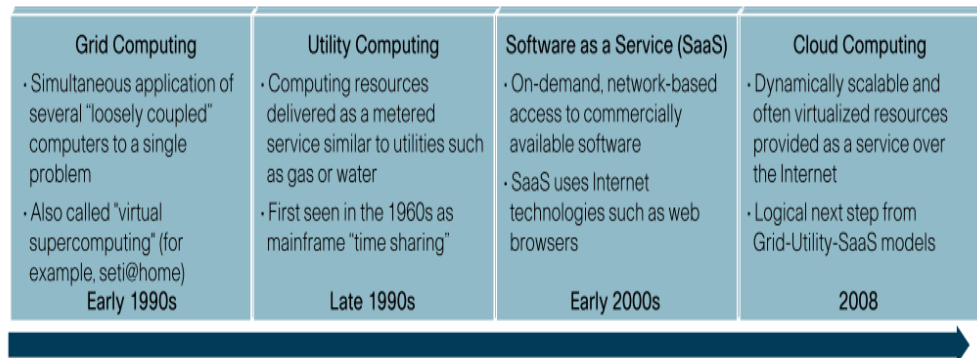 Grid Computing
· Simultaneous application of
several “loosely coupled”
computers to a single
problem
· Also called "virtual
supercomputing" (for
example, seti@home)
Early 1990s
Utility Computing
· Computing resources
delivered as a metered
service similar to utilities such
as gas or water
· First seen in the 1960s as
mainframe “time sharing”
Late 1990s
Software as a Service (SaaS)
· On-demand, network-based
access to commercially
available software
· SaaS uses Internet
technologies such as web
browsers
Early 2000s
Cloud Computing
· Dynamically scalable and
often virtualized resources
provided as a service over
the Internet
· Logical next step from
Grid-Utility-SaaS models
2008